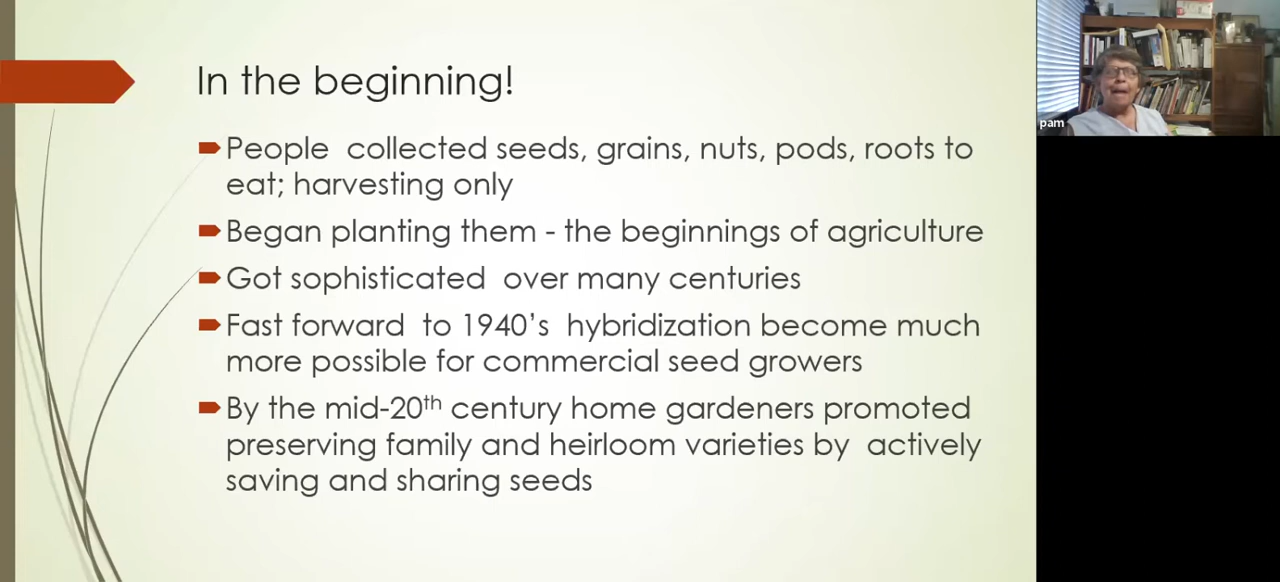 In the beginning!
People collected seeds, grains, nuts, pods, roots to
eat; harvesting only
Began planting them - the beginnings of agriculture
Got sophisticated over many centuries
Fast forward to 1940's hybridization become much
more possible for commercial seed growers
By the mid-20th century home gardeners promoted
preserving family and heirloom varieties by actively
saving and sharing seeds
pam